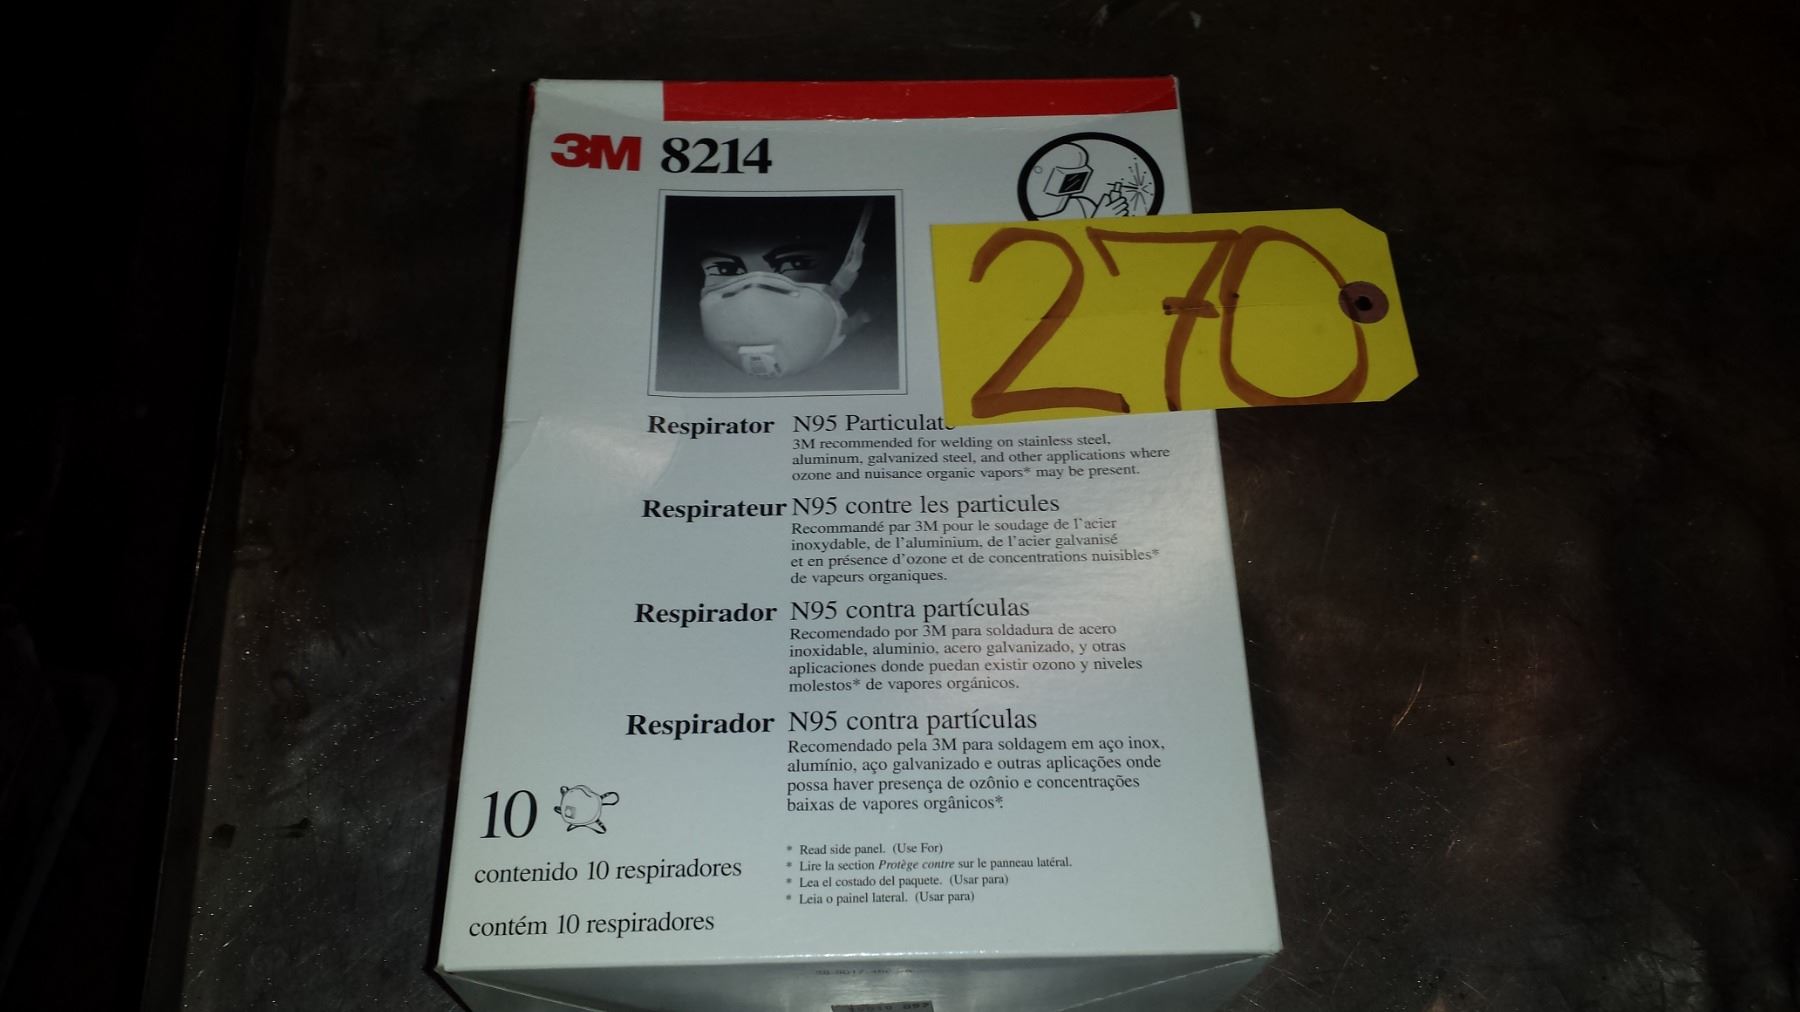 3M 8214
270
Respirator N95 Particulate
3M recommended for welding on stainless steel,
aluminum, galvanized steel, and other applications where
ozone and nuisance organic vapors* may be present.
Respirateur N95 contre les particules
Recommandé par 3M pour le soudage de l'acier
inoxydable, de l'aluminium, de l'acier galvanisé
et en présence d'ozone et de concentrations nuisibles*
de vapeurs organiques.
Respirador N95 contra partículas
Recomendado por 3M para soldadura de acero
inoxidable, aluminio, acero galvanizado, y otras
aplicaciones donde puedan existir ozono y niveles
molestos* de vapores orgánicos.
Respirador N95 contra partículas
Recomendado pela 3M para soldagem em aço inox,
alumínio, aço galvanizado e outras aplicações onde
possa haver presença de ozônio e concentrações
baixas de vapores orgânicos*.
10
contenido 10 respiradores
contém 10 respiradores
* Read side panel. (Use For)
* Lire la section Protège contre sur le panneau latéral.
* Lea el costado del paquete. (Usar para)
* Leia o painel lateral. (Usar para)